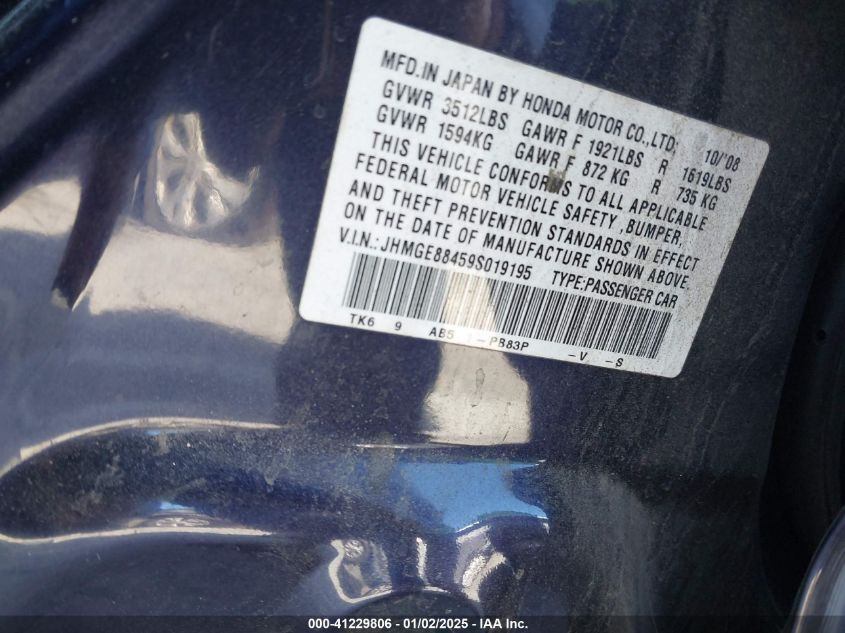 MFD.IN JAPAN BY HONDA MOTOR CO.,LTD; 10/'08
GVWR 3512LBS GAWR F 1921LBS R 1619LBS
GVWR 1594KG GAWR F 872 KG R 735 KG
THIS VEHICLE CONFORMS TO ALL APPLICABLE
FEDERAL MOTOR VEHICLE SAFETY, BUMPER,
AND THEFT PREVENTION STANDARDS IN EFFECT
ON THE DATE OF MANUFACTURE SHOWN ABOVE.
V.I.N.: JHMGE88459S019195 TYPE:PASSENGER CAR
TK6 9 AB5 -PB83P -V -S
000-41229806 - 01/02/2025 - IAA Inc.